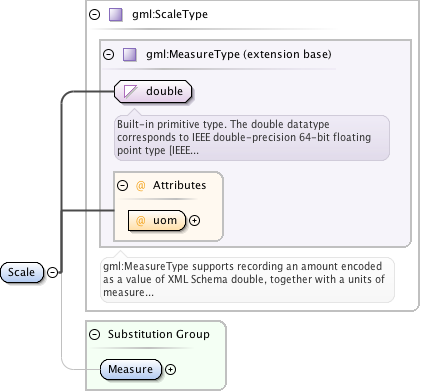 gml:ScaleType
gml:MeasureType (extension base)
double
Built-in primitive type. The double datatype
corresponds to IEEE double-precision 64-bit floating
point type [IEEE...
@ Attributes
uom
gml:MeasureType supports recording an amount encoded
as a value of XML Schema double, together with a units of
measure...
Scale
Substitution Group
Measure